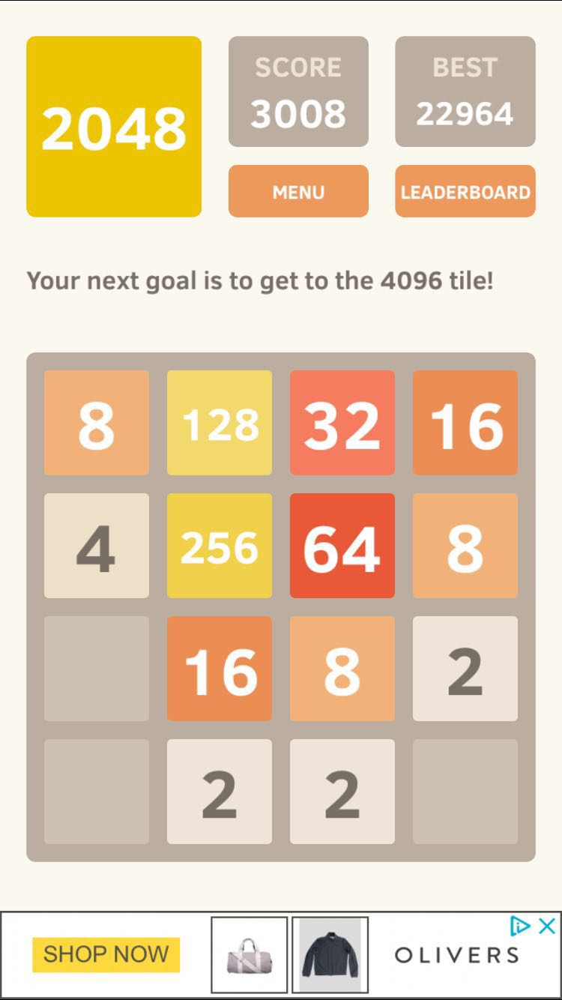 2048
SCORE
3008
BEST
22964
MENU
LEADERBOARD
Your next goal is to get to the 4096 tile!
8 128 32 16
4 256 64 8
16 8 2
2 2
SHOP NOW
OLIVERS